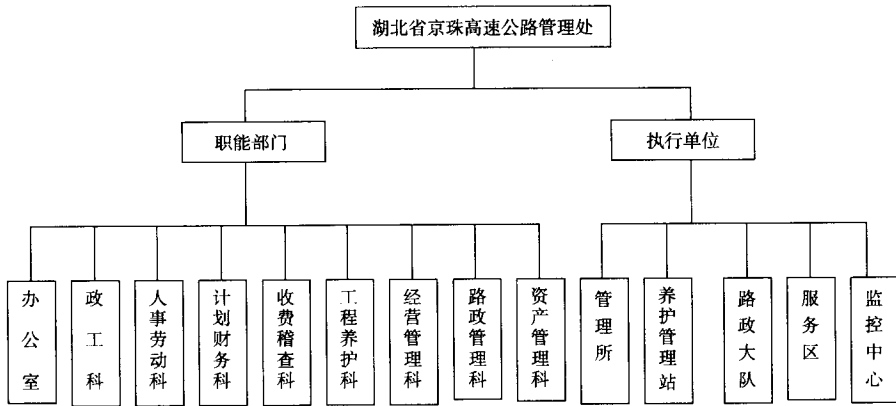 湖北省京珠高速公路管理处
职能部门
执行单位
办公室
政工科
人事劳动科
计划财务科
收费稽查科
工程养护科
经营管理科
路政管理科
资产管理科
管理所
养护管理站
路政大队
服务区
监控中心